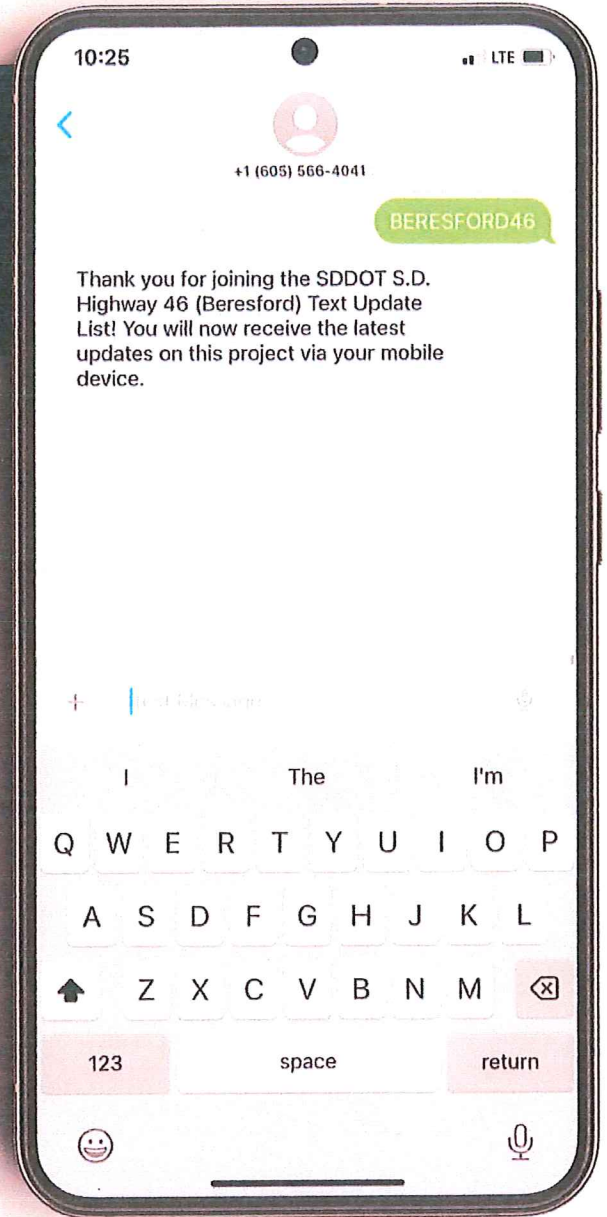 10:25
LTE
+1 (605) 566-4041
BERESFORD46
Thank you for joining the SDDOT S.D.
Highway 46 (Beresford) Text Update
List! You will now receive the latest
updates on this project via your mobile
device.
Text Message
I The I'm
Q W E R T Y U I O P
A S D F G H J K L
Z X C V B N M
123 space return